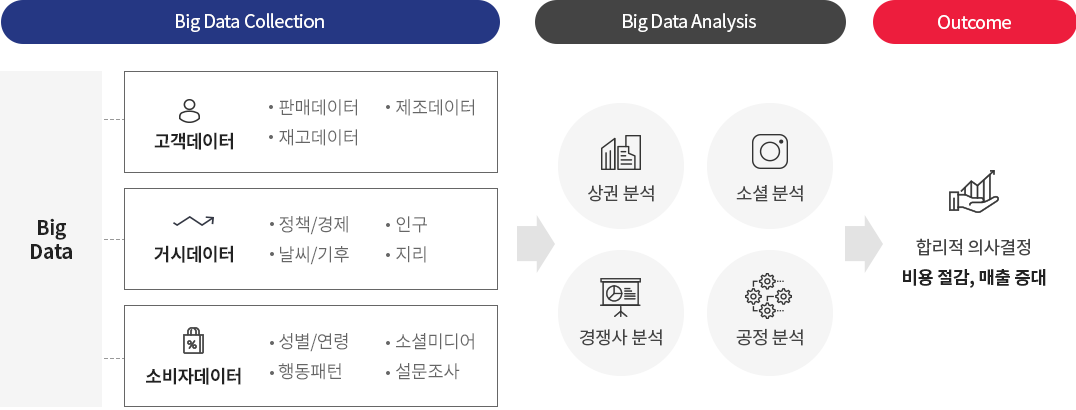 Big Data Collection
Big Data Analysis
Outcome
Big
Data
고객데이터
• 판매데이터
• 제조데이터
• 재고데이터
거시데이터
• 정책/경제
• 인구
• 날씨/기후
• 지리
%
소비자데이터
• 성별/연령
• 소셜미디어
• 행동패턴
• 설문조사
상권 분석
소셜 분석
경쟁사 분석
공정 분석
합리적 의사결정
비용 절감, 매출 증대